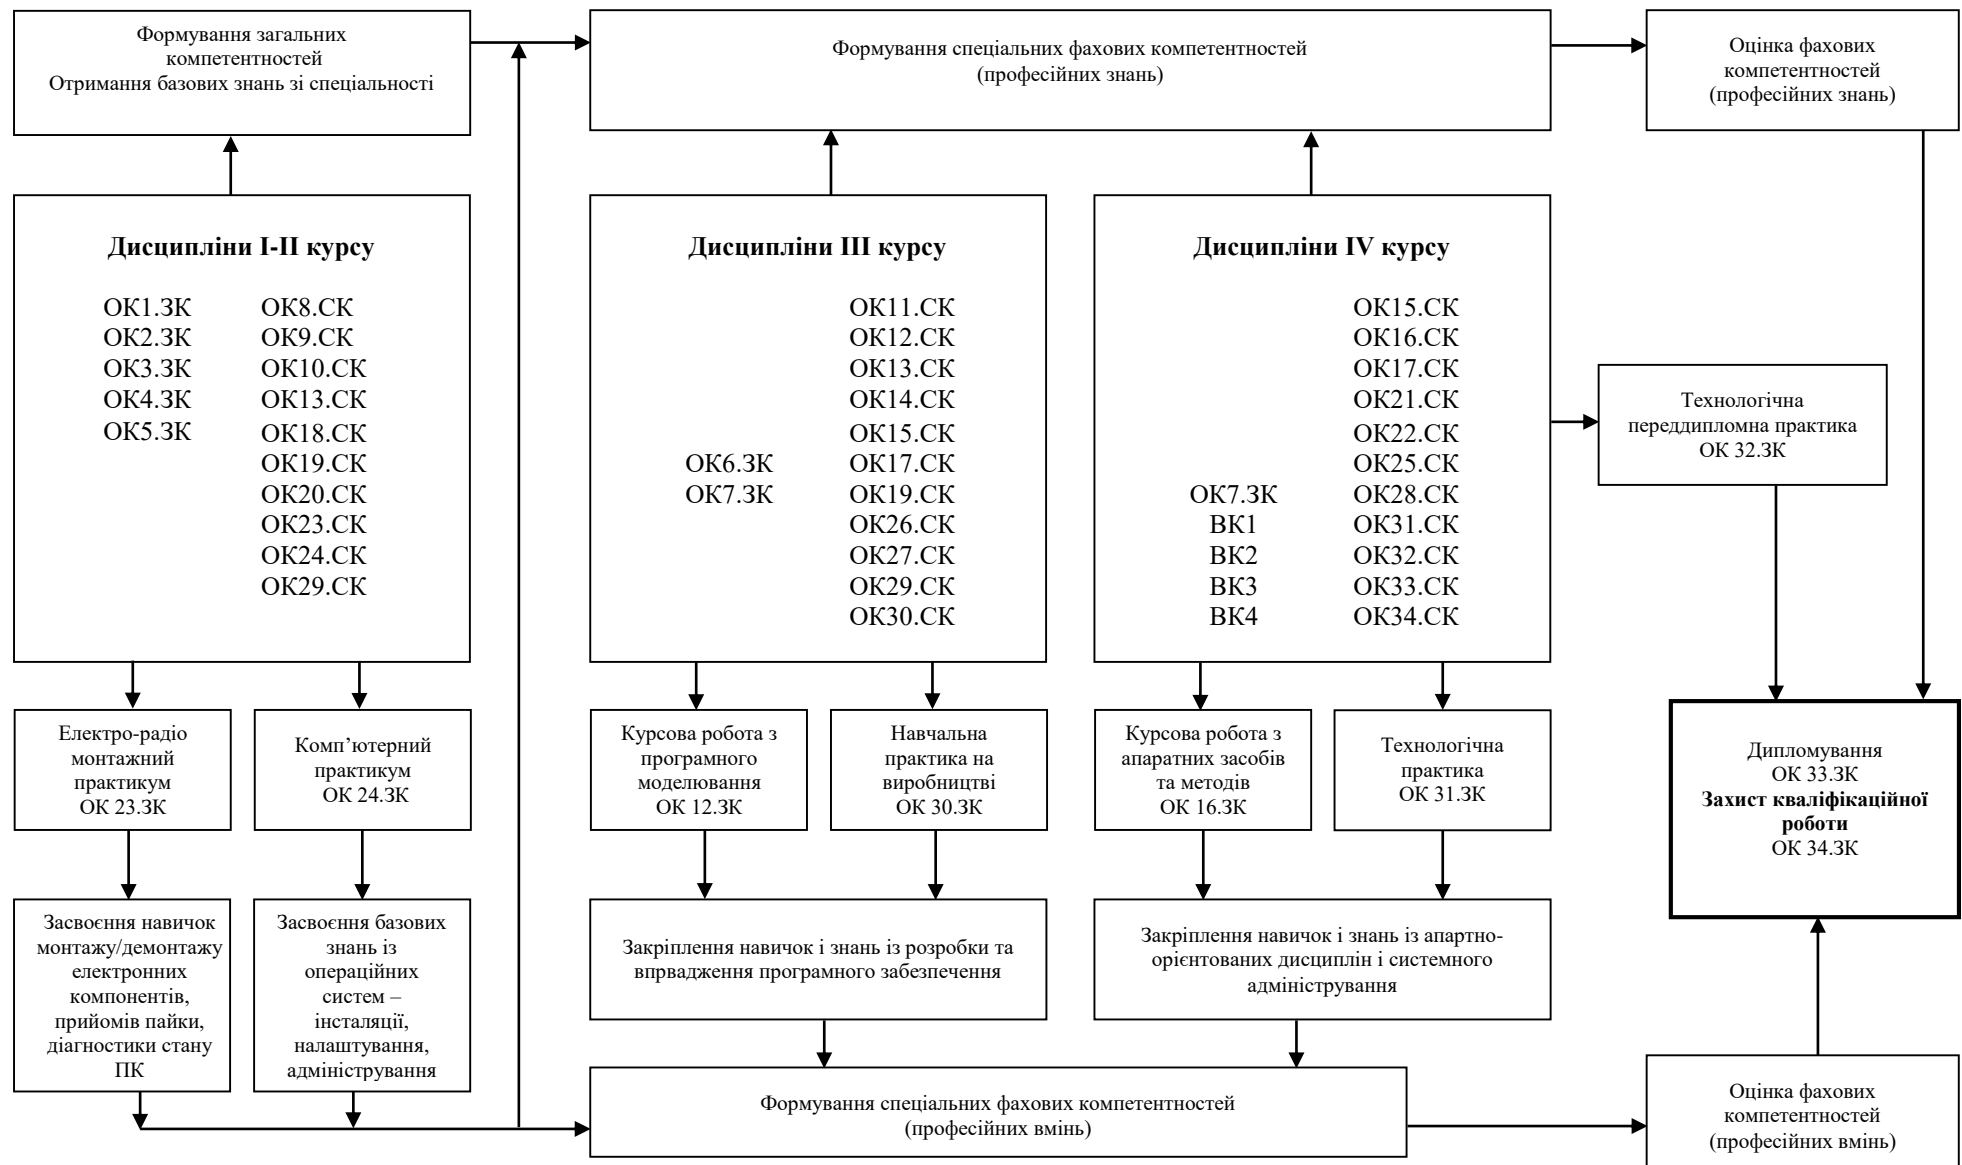 Формування загальних
компетентностей
Отримання базових знань зі спеціальності
Формування спеціальних фахових компетентностей
(професійних знань)
Оцінка фахових
компетентностей
(професійних знань)
Дисципліни І-ІІ курсу
ОК1.ЗК
ОК2.ЗК
ОК3.ЗК
ОК4.ЗК
ОК5.ЗК
ОК8.СК
ОК9.СК
ОК10.СК
ОК13.СК
ОК18.СК
ОК19.СК
ОК20.СК
ОК23.СК
ОК24.СК
ОК29.СК
Дисципліни ІІІ курсу
ОК6.ЗК
ОК7.ЗК
ОК11.СК
ОК12.СК
ОК13.СК
ОК14.СК
ОК15.СК
ОК17.СК
ОК19.СК
ОК26.СК
ОК27.СК
ОК29.СК
ОК30.СК
Дисципліни IV курсу
ОК7.ЗК
ВК1
ВК2
ВК3
ВК4
ОК15.СК
ОК16.СК
ОК17.СК
ОК21.СК
ОК22.СК
ОК25.СК
ОК28.СК
ОК31.СК
ОК32.СК
ОК33.СК
ОК34.СК
Технологічна
переддипломна практика
ОК 32.ЗК
Електро-радіо
монтажний
практикум
ОК 23.ЗК
Комп’ютерний
практикум
ОК 24.ЗК
Курсова робота з
програмного
моделювання
ОК 12.ЗК
Навчальна
практика на
виробництві
ОК 30.ЗК
Курсова робота з
апаратних засобів
та методів
ОК 16.ЗК
Технологічна
практика
ОК 31.ЗК
Дипломування
ОК 33.ЗК
Захист кваліфікаційної
роботи
ОК 34.ЗК
Засвоєння навичок
монтажу/демонтажу
електронних
компонентів,
прийомів пайки,
діагностики стану
ПК
Засвоєння базових
знань із
операційних
систем –
інсталяції,
налаштування,
адміністрування
Закріплення навичок і знань із розробки та
впрвадження програмного забезпечення
Закріплення навичок і знань із апартно-
орієнтованих дисциплін і системного
адміністрування
Формування спеціальних фахових компетентностей
(професійних вмінь)
Оцінка фахових
компетентностей
(професійних вмінь)